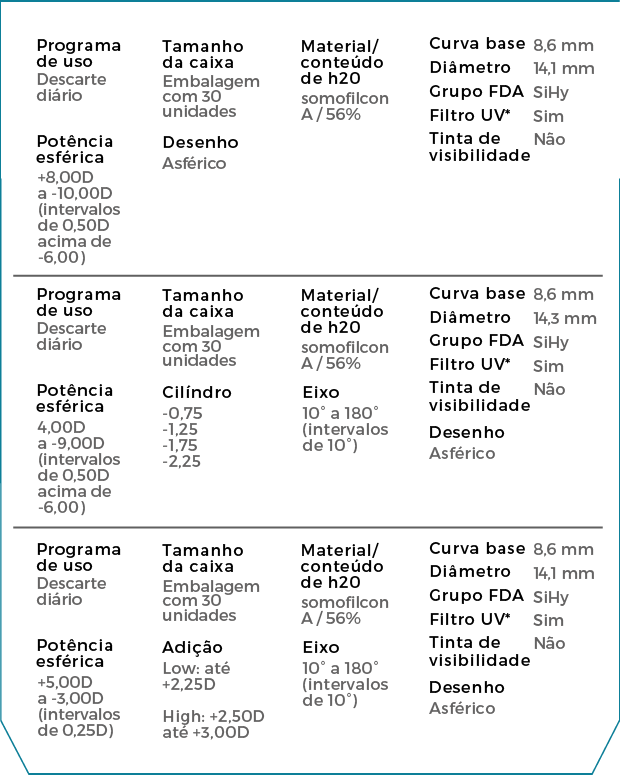 Programa
de uso
Descarte
diário
Tamanho
da caixa
Embalagem
com 30
unidades
Material/
conteúdo
de h20
somofilcon
A / 56%
Curva base 8,6 mm
Diâmetro 14,1 mm
Grupo FDA SiHy
Filtro UV* Sim
Tinta de Não
visibilidade
Potência
esférica
+8,00D
a -10,00D
(intervalos
de 0,50D
acima de
-6,00)
Desenho
Asférico
Programa
de uso
Descarte
diário
Tamanho
da caixa
Embalagem
com 30
unidades
Material/
conteúdo
de h20
somofilcon
A / 56%
Curva base 8,6 mm
Diâmetro 14,3 mm
Grupo FDA SiHy
Filtro UV* Sim
Tinta de Não
visibilidade
Desenho
Asférico
Potência
esférica
4,00D
a -9,00D
(intervalos
de 0,50D
acima de
-6,00)
Cilíndro
-0,75
-1,25
-1,75
-2,25
Eixo
10° a 180°
(intervalos
de 10°)
Programa
de uso
Descarte
diário
Tamanho
da caixa
Embalagem
com 30
unidades
Material/
conteúdo
de h20
somofilcon
A / 56%
Curva base 8,6 mm
Diâmetro 14,1 mm
Grupo FDA SiHy
Filtro UV* Sim
Tinta de Não
visibilidade
Desenho
Asférico
Potência
esférica
+5,00D
a -3,00D
(intervalos
de 0,25D)
Adição
Low: até
+2,25D
High: +2,50D
até +3,00D
Eixo
10° a 180°
(intervalos
de 10°)